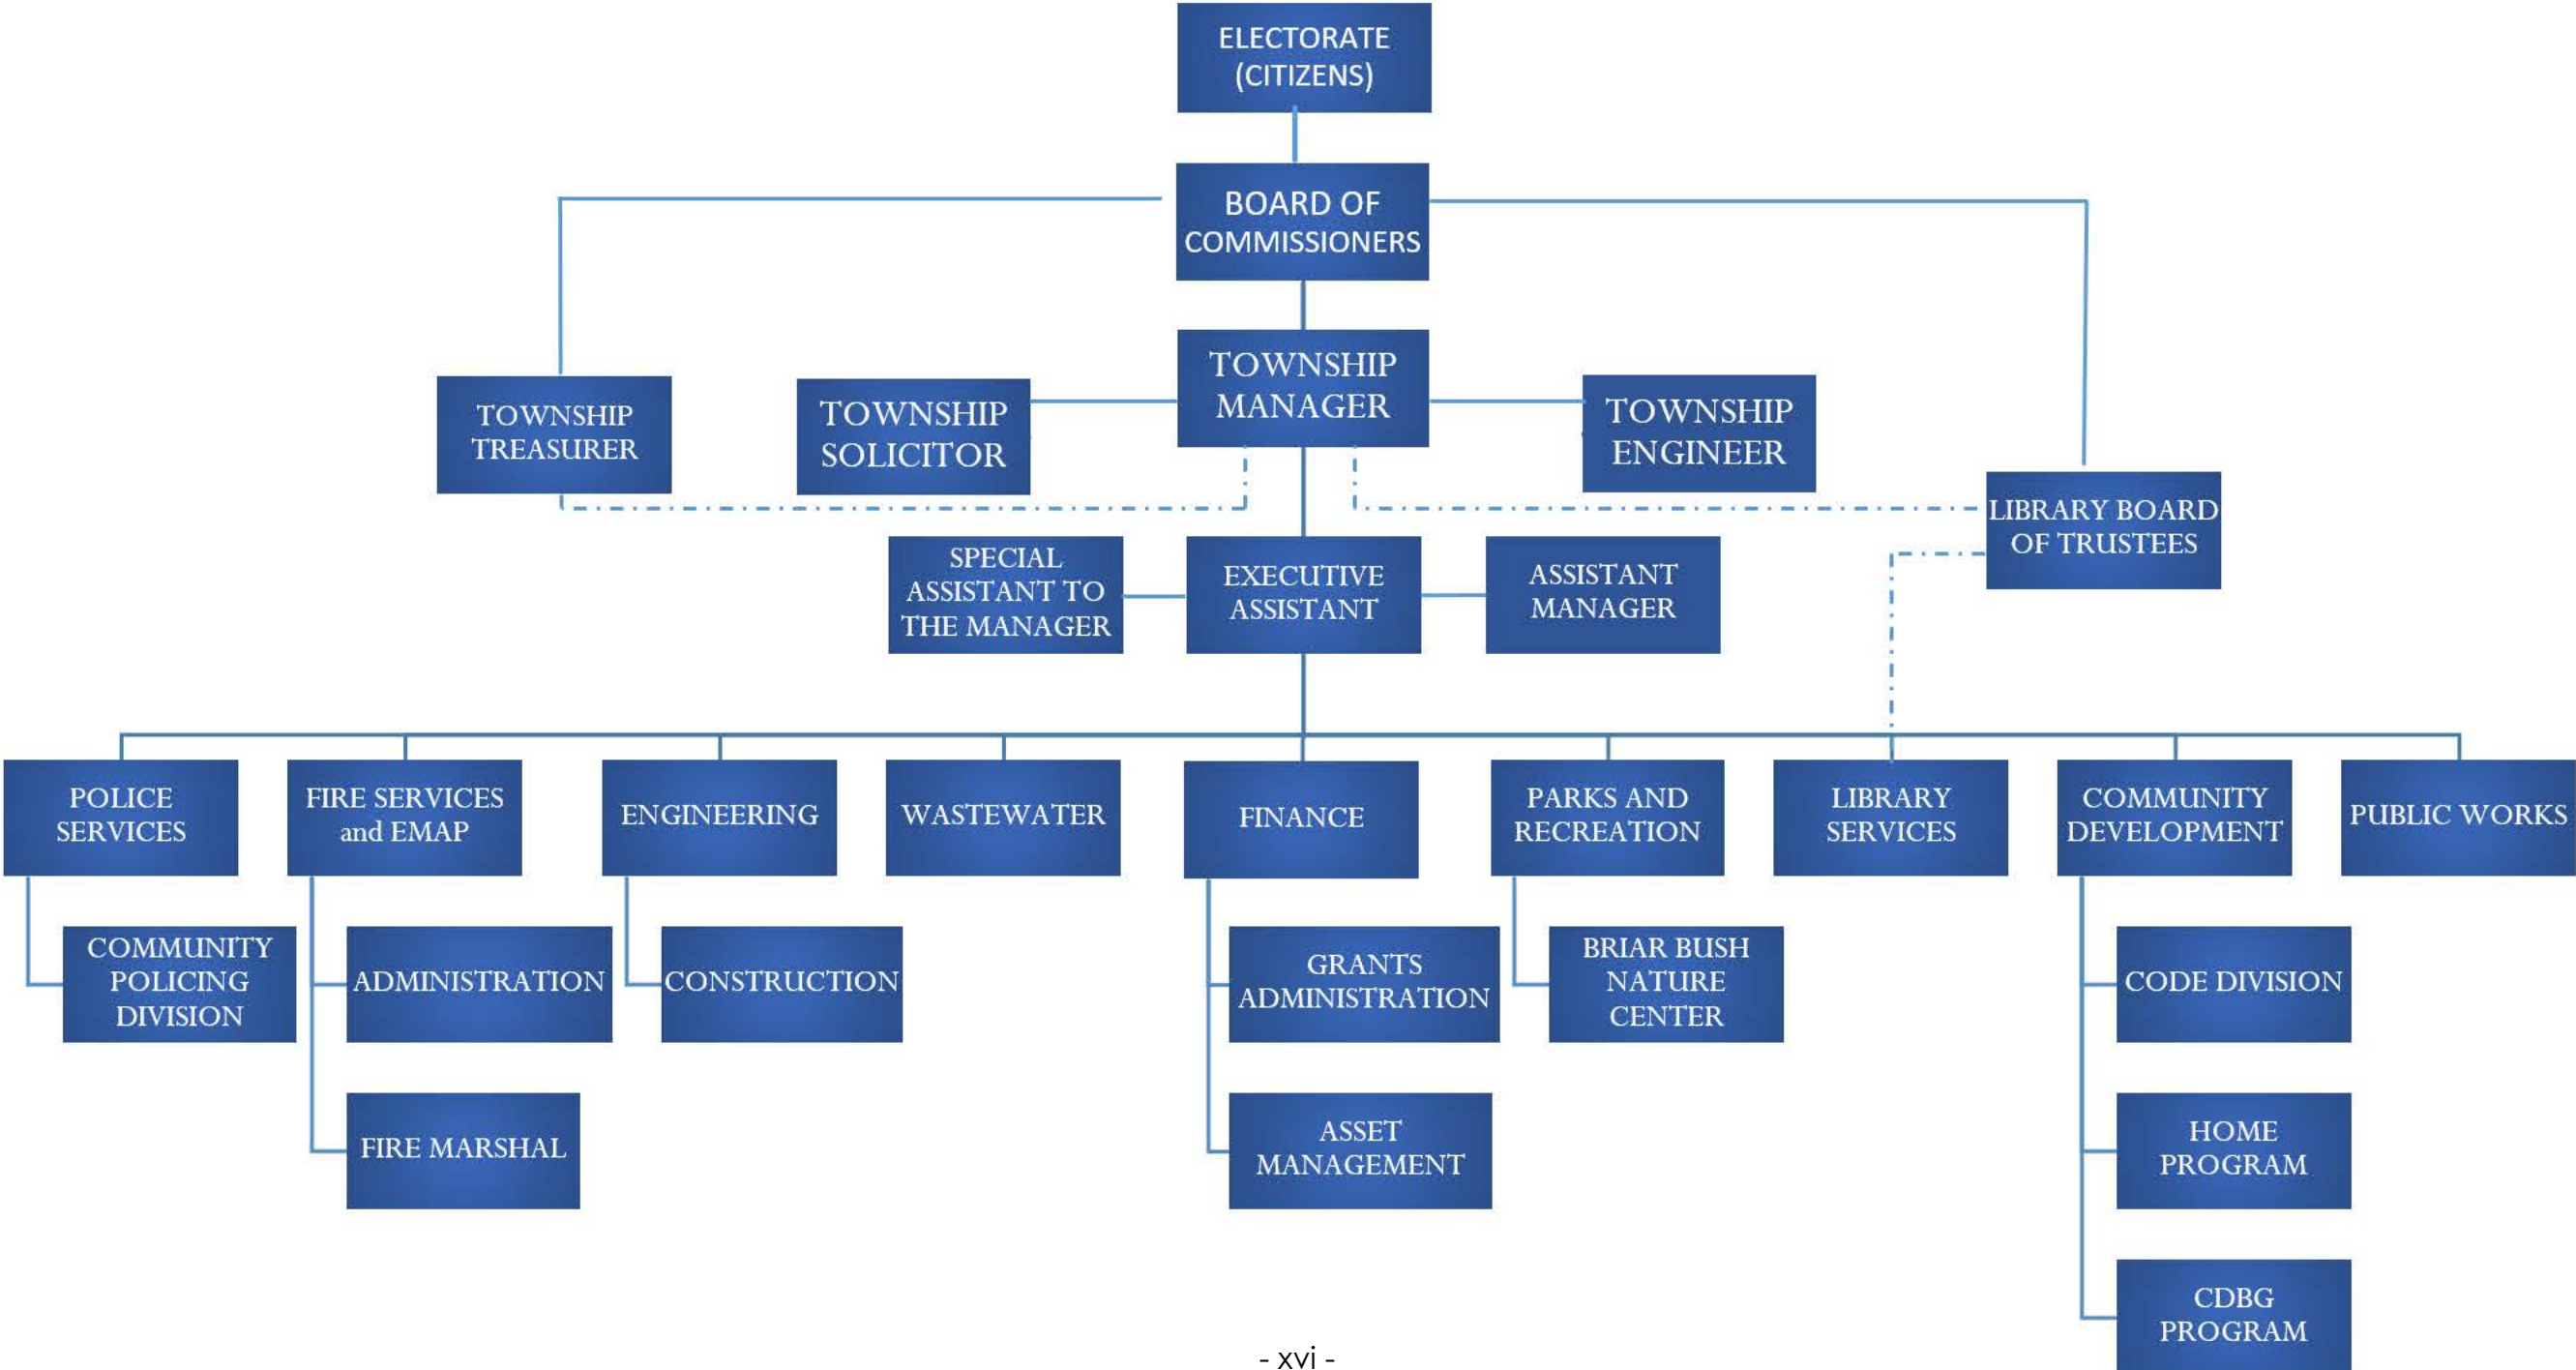 ELECTORATE
(CITIZENS)
BOARD OF
COMMISSIONERS
TOWNSHIP
MANAGER
TOWNSHIP
TREASURER
TOWNSHIP
SOLICITOR
TOWNSHIP
ENGINEER
LIBRARY BOARD
OF TRUSTEES
SPECIAL
ASSISTANT TO
THE MANAGER
EXECUTIVE
ASSISTANT
ASSISTANT
MANAGER
POLICE
SERVICES
FIRE SERVICES
and EMAP
ENGINEERING
WASTEWATER
FINANCE
PARKS AND
RECREATION
LIBRARY
SERVICES
COMMUNITY
DEVELOPMENT
PUBLIC WORKS
COMMUNITY
POLICING
DIVISION
ADMINISTRATION
CONSTRUCTION
GRANTS
ADMINISTRATION
BRIAR BUSH
NATURE
CENTER
CODE DIVISION
FIRE MARSHAL
ASSET
MANAGEMENT
HOME
PROGRAM
CDBG
PROGRAM
- xvi -